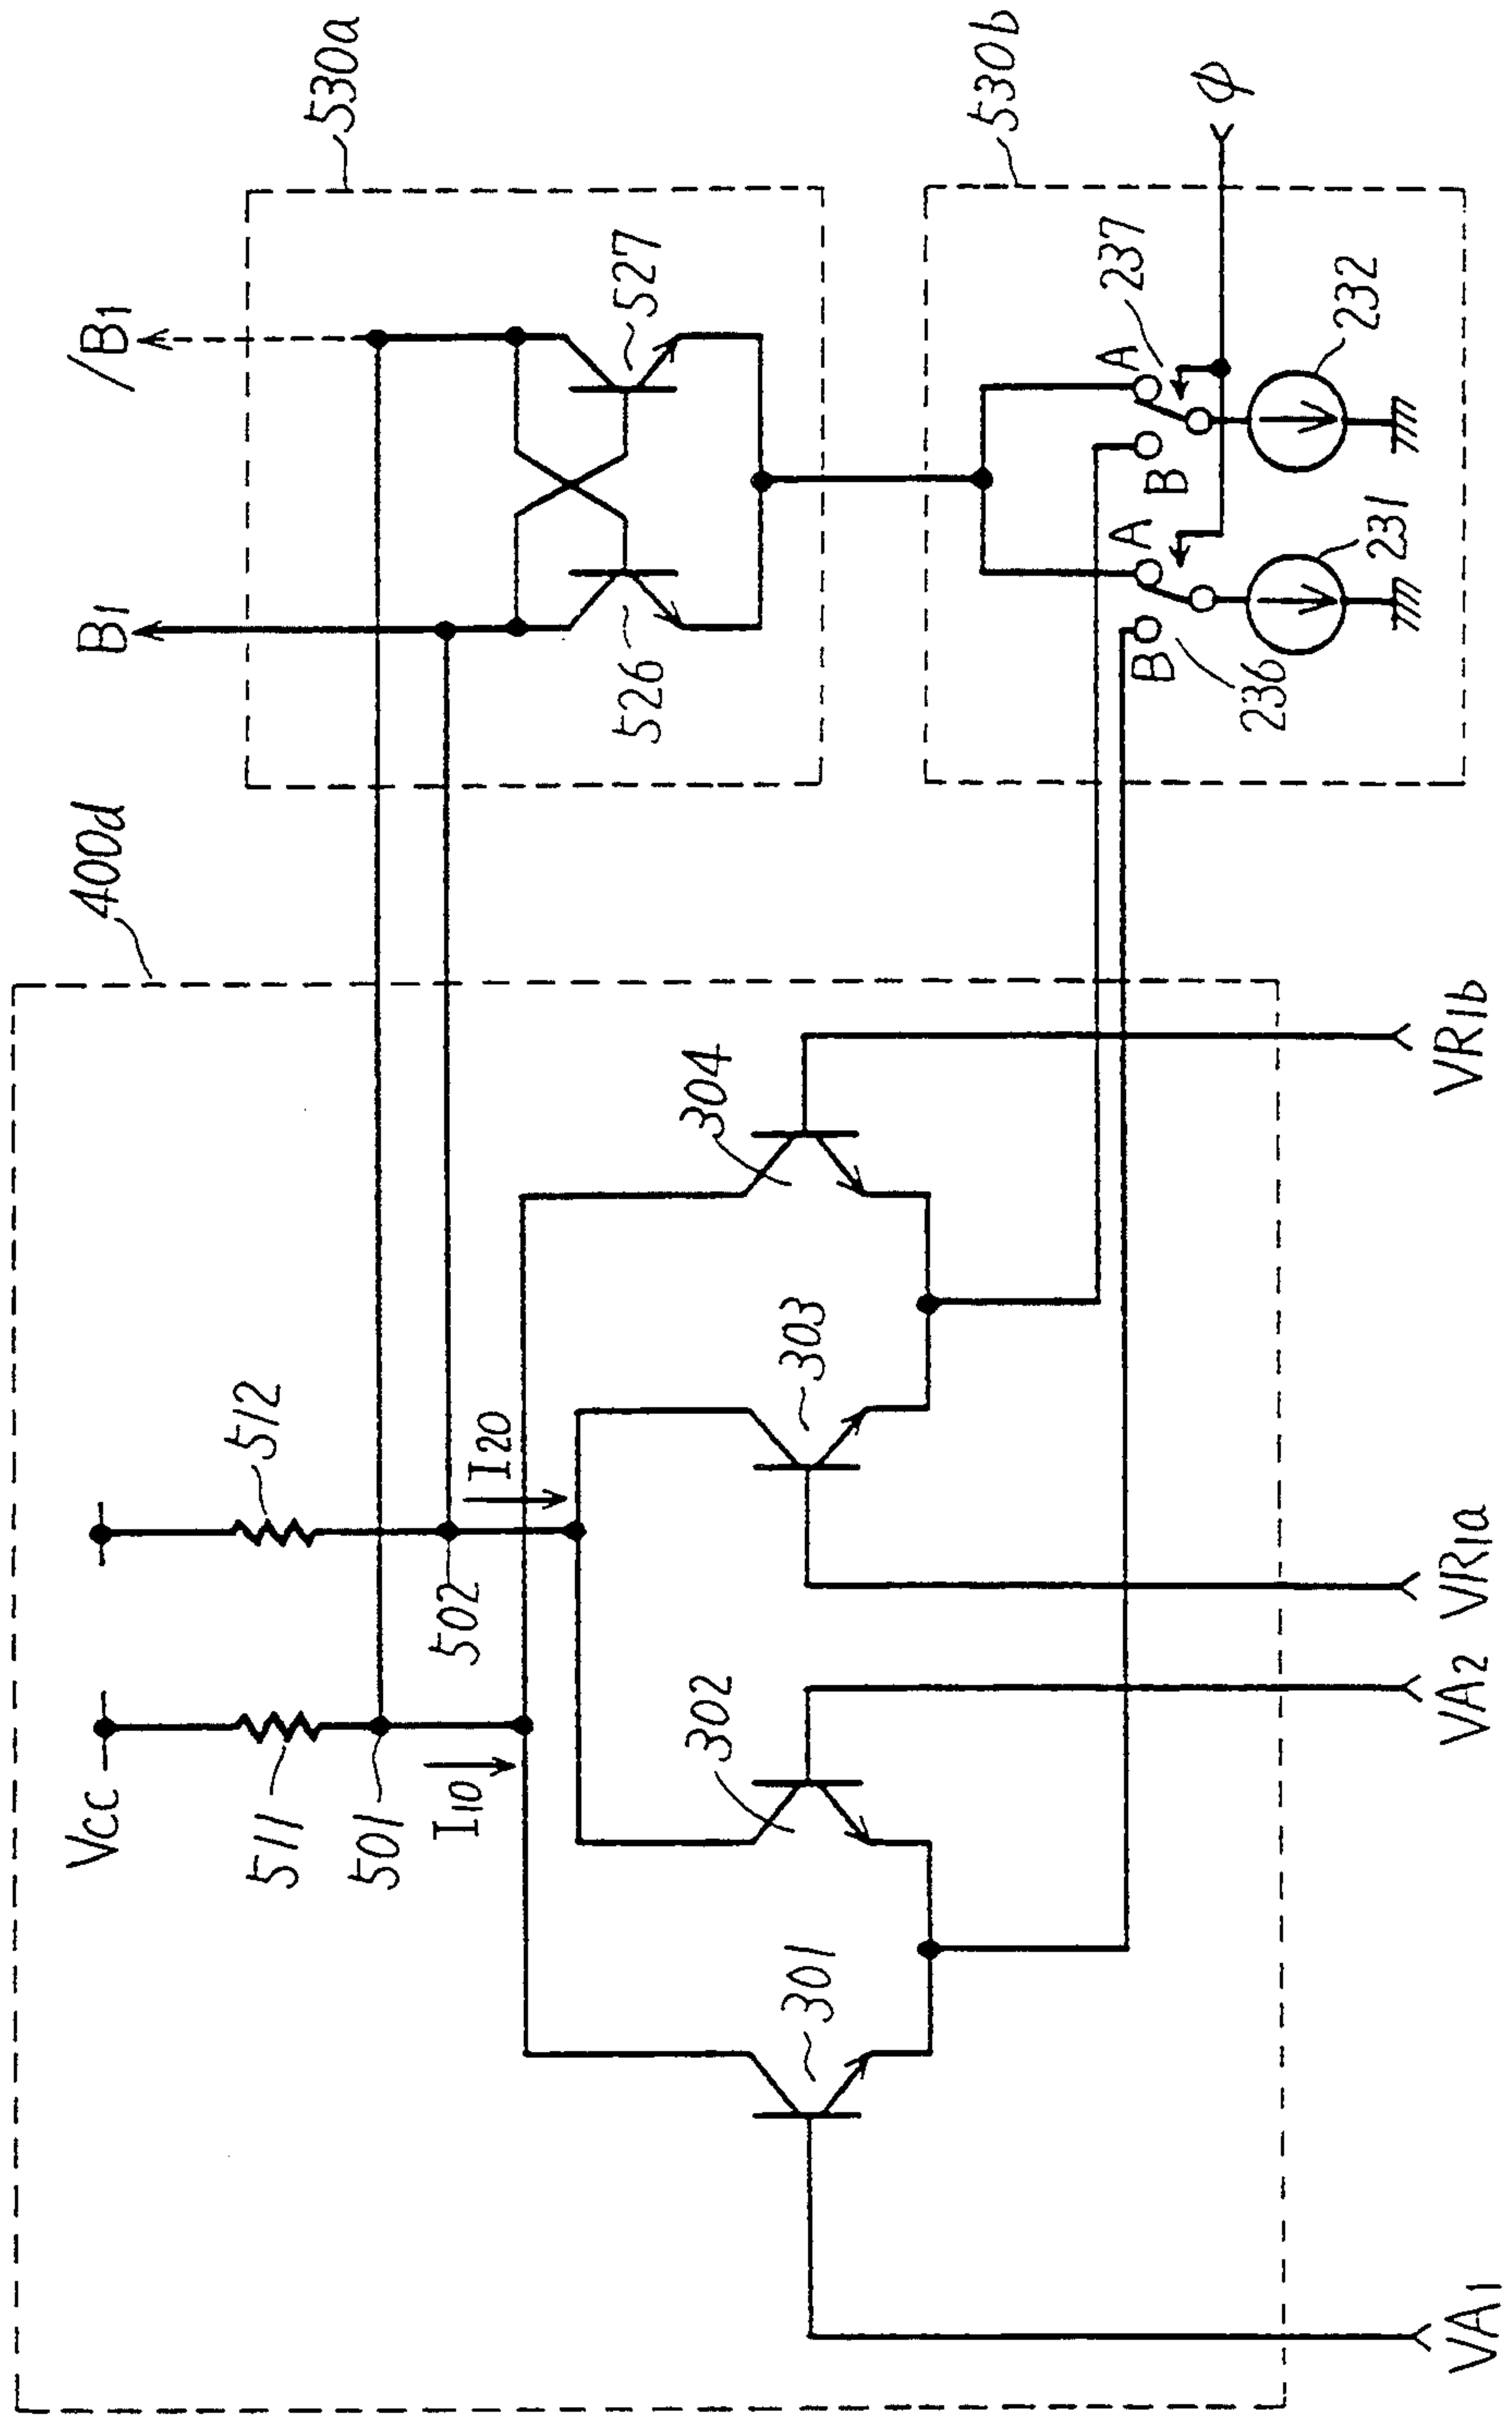 400d
530a
530b
Vcc
511
512
501
502
I10
I20
B1
/B1
301
302
303
304
526
527
A
B
A
B
236
237
231
232
φ
VA1
VA2
VR1a
VR1b